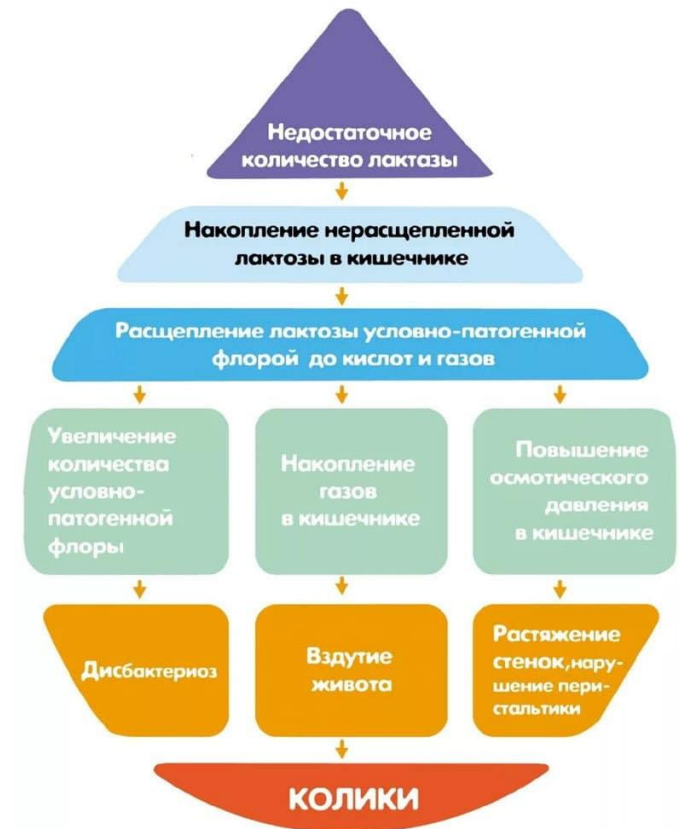 Недостаточное
количество лактазы
Накопление нерасщепленной
лактозы в кишечнике
Расщепление лактозы условно-патогенной
флорой до кислот и газов
Увеличение
количества
условно-
патогенной
флоры
Накопление
газов
в кишечнике
Повышение
осмотического
давления
в кишечнике
Дисбактериоз
Вздутие
живота
Растяжение
стенок,нару-
шение пери-
стальтики
КОЛИКИ